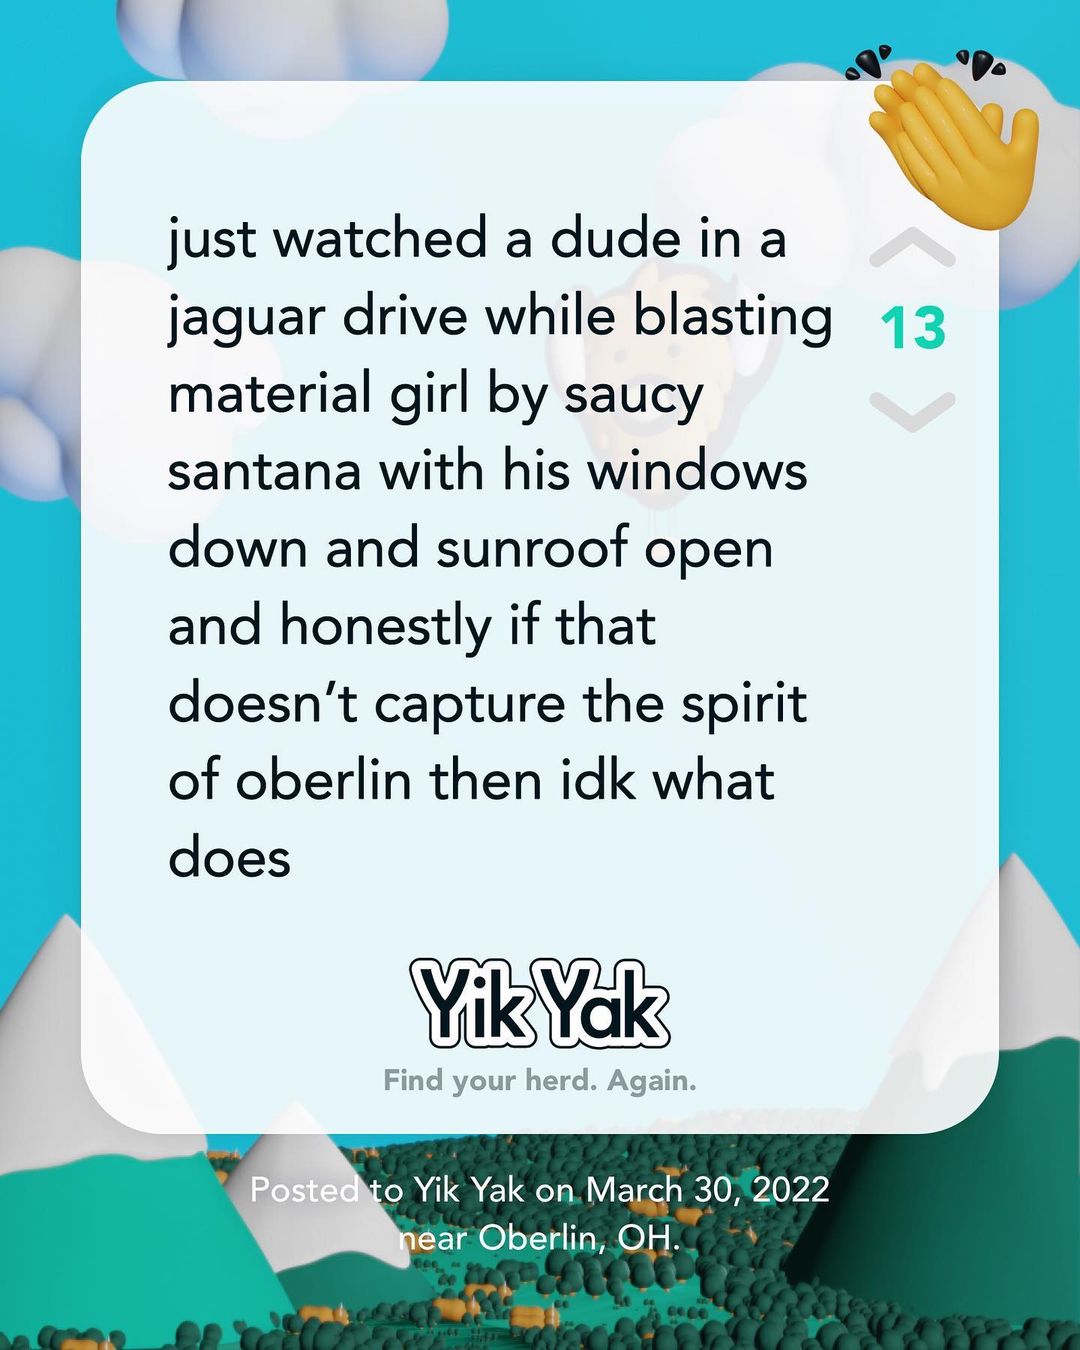 just watched a dude in a
jaguar drive while blasting
material girl by saucy
santana with his windows
down and sunroof open
and honestly if that
doesn’t capture the spirit
of oberlin then idk what
does
13
Yik Yak
Find your herd. Again.
Posted to Yik Yak on March 30, 2022
near Oberlin, OH.